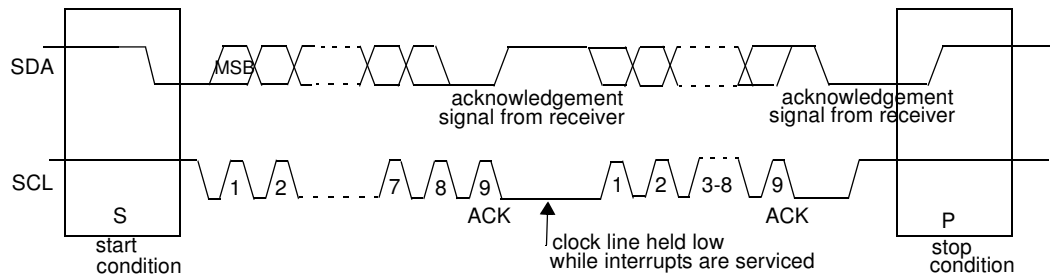 SDA
MSB
acknowledgement
signal from receiver
acknowledgement
signal from receiver
SCL
1 2 7 8 9 1 2 3-8 9
S ACK ACK P
start
condition
clock line held low
while interrupts are serviced
stop
condition